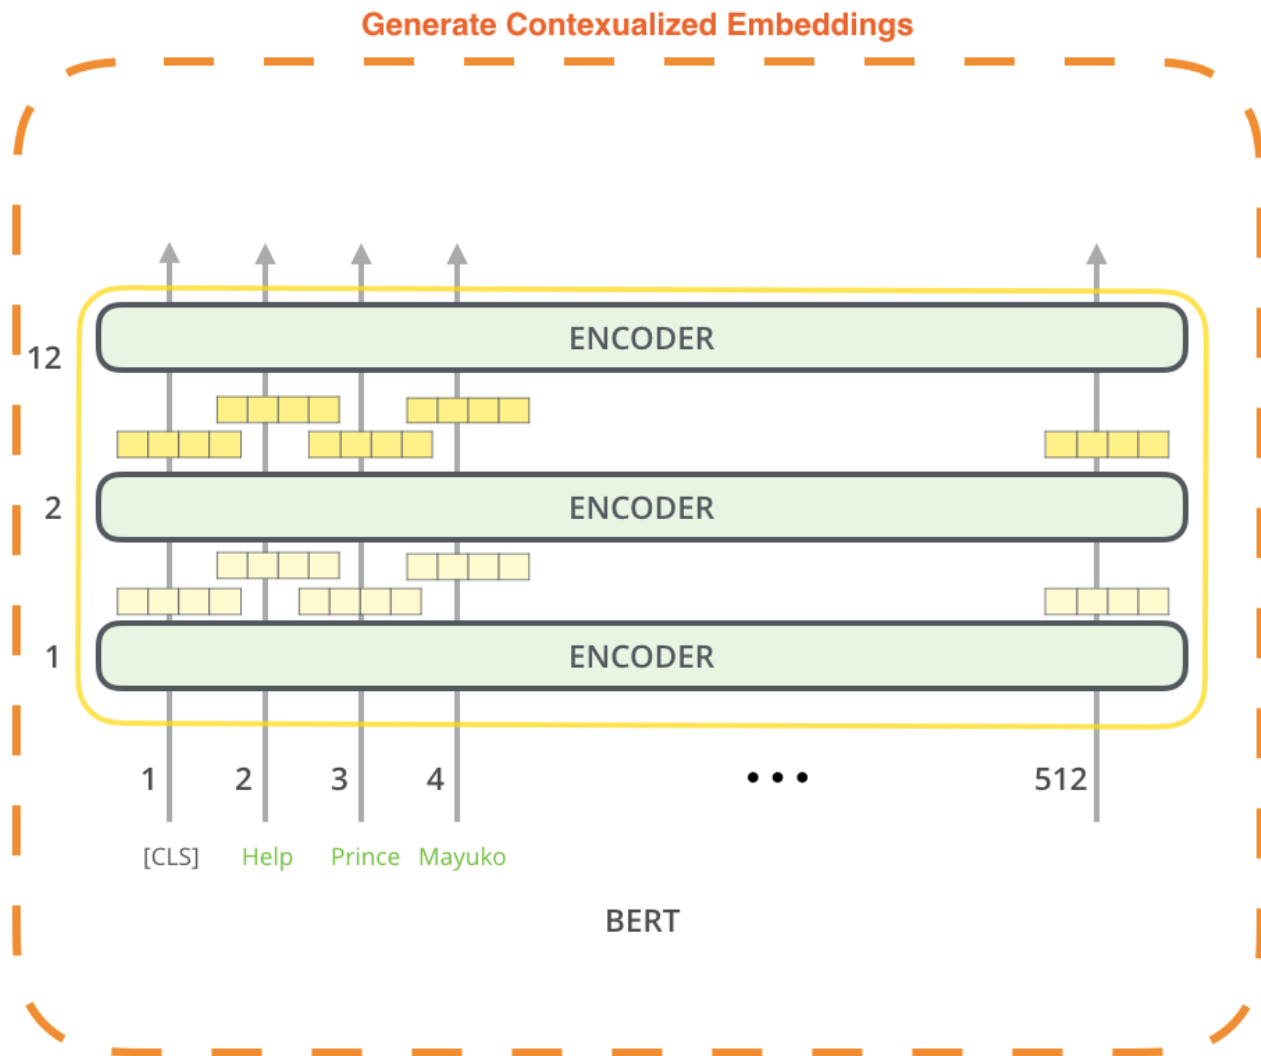 Generate Contexualized Embeddings
12 ENCODER
2 ENCODER
1 ENCODER
1 2 3 4 ... 512
[CLS] Help Prince Mayuko
BERT